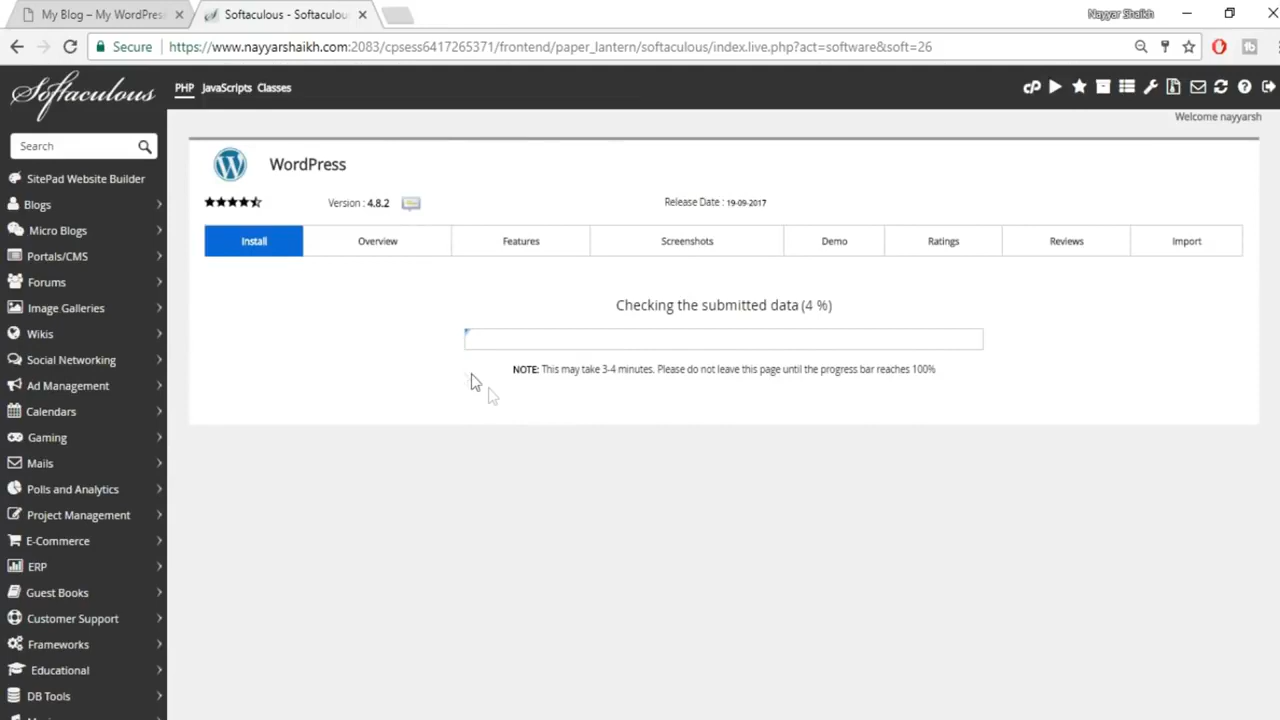 My Blog – My WordPres
Softaculous - Softaculou
Nayyar Shaikh
Secure
https://www.nayyarshaikh.com:2083/cpsess6417265371/frontend/paper_lantern/softaculous/index.live.php?act=software&soft=26
Softaculous
PHP JavaScripts Classes
cP
Welcome nayyarsh
Search
SitePad Website Builder
Blogs
Micro Blogs
Portals/CMS
Forums
Image Galleries
Wikis
Social Networking
Ad Management
Calendars
Gaming
Mails
Polls and Analytics
Project Management
E-Commerce
ERP
Guest Books
Customer Support
Frameworks
Educational
DB Tools
WordPress
Version : 4.8.2
Release Date : 19-09-2017
Install Overview Features Screenshots Demo Ratings Reviews Import
Checking the submitted data (4 %)
NOTE: This may take 3-4 minutes. Please do not leave this page until the progress bar reaches 100%